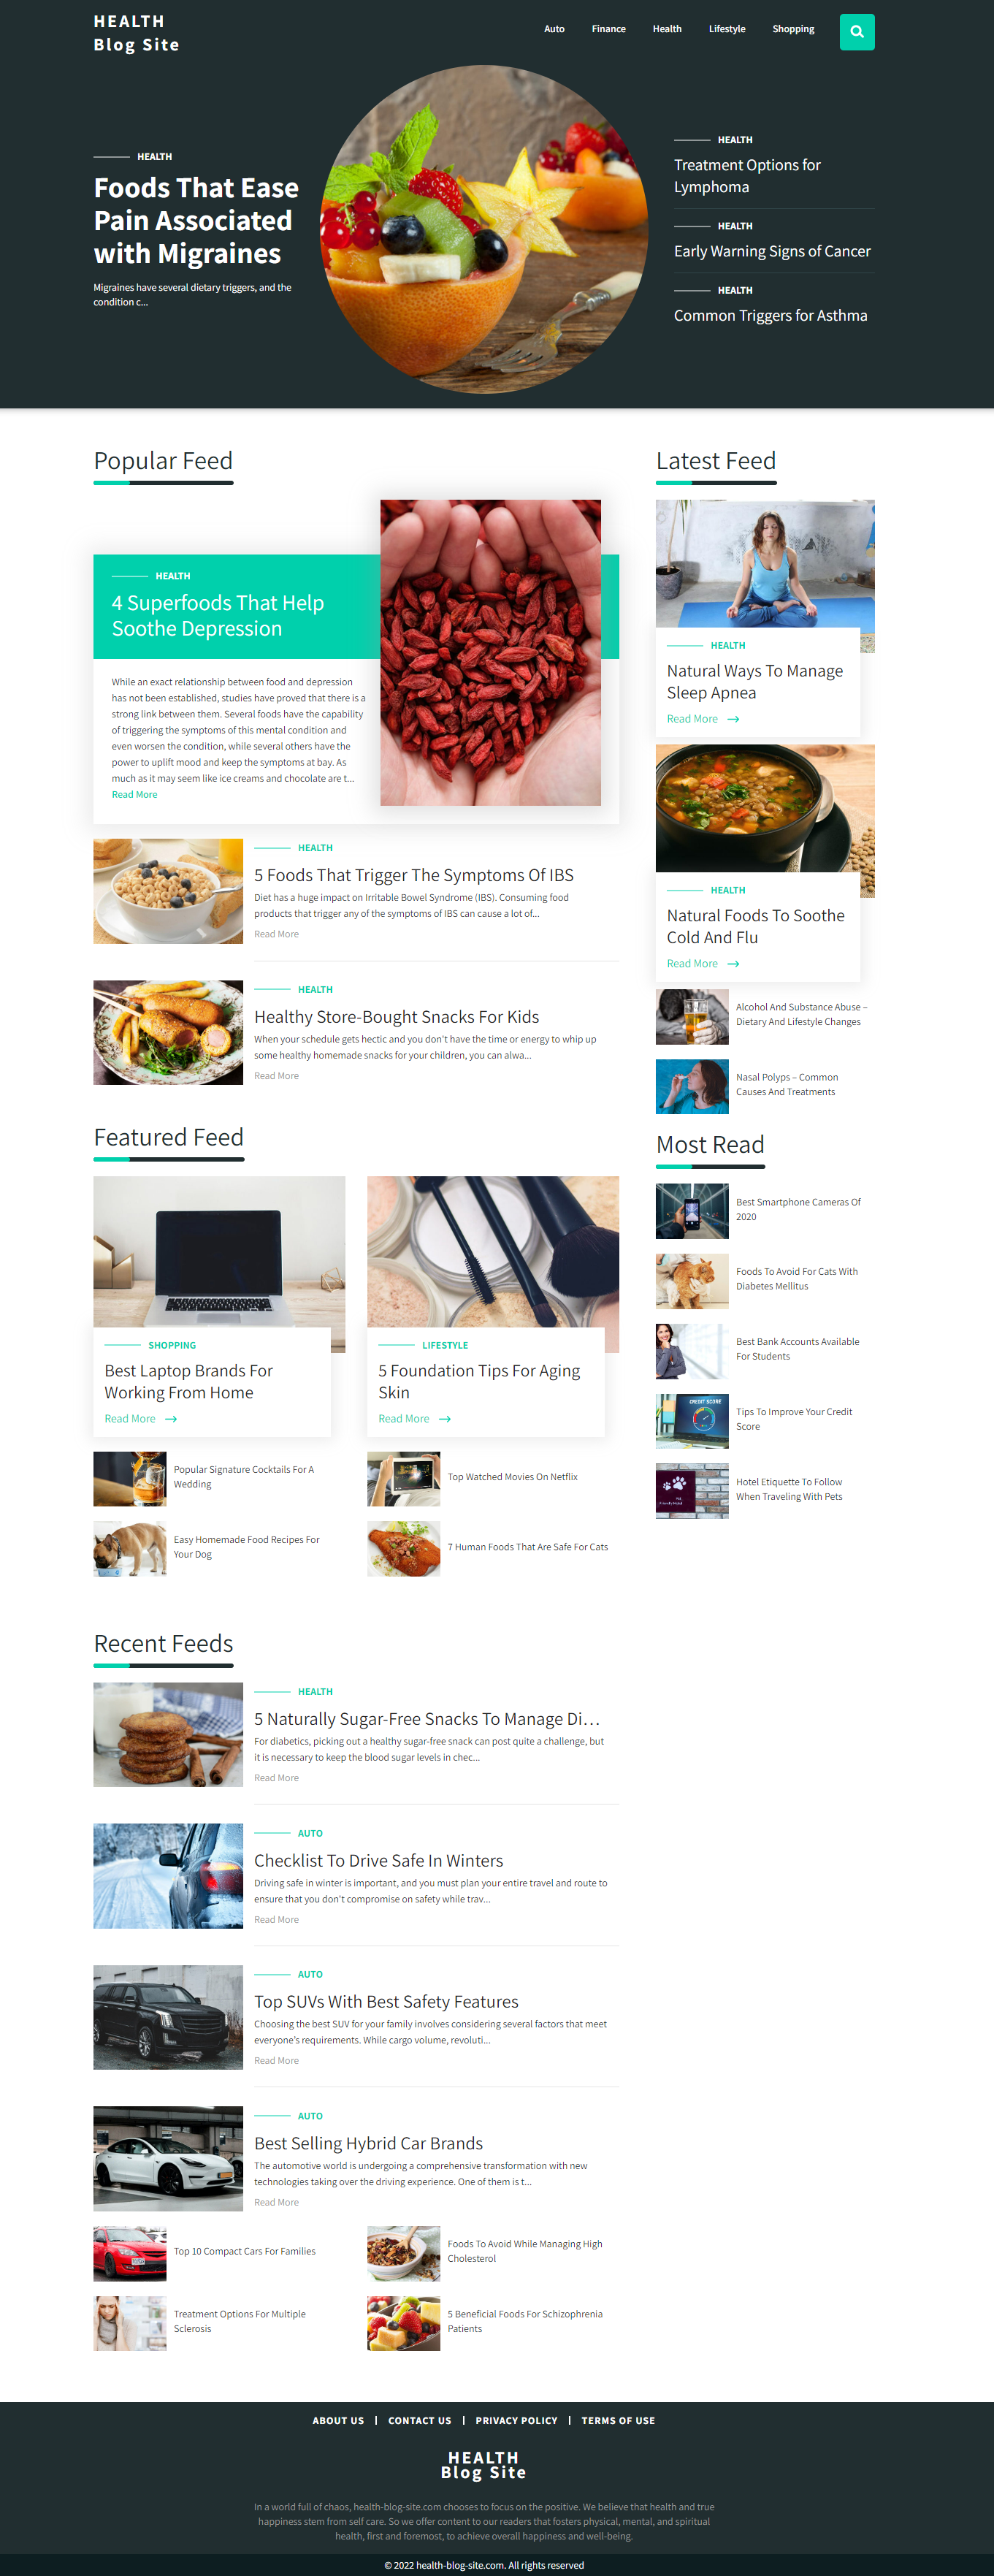 HEALTH
Blog Site
Auto
Finance
Health
Lifestyle
Shopping
HEALTH
Foods That Ease
Pain Associated
with Migraines
Migraines have several dietary triggers, and the
condition c...
HEALTH
Treatment Options for
Lymphoma
HEALTH
Early Warning Signs of Cancer
HEALTH
Common Triggers for Asthma
Popular Feed
HEALTH
4 Superfoods That Help
Soothe Depression
While an exact relationship between food and depression
has not been established, studies have proved that there is a
strong link between them. Several foods have the capability
of triggering the symptoms of this mental condition and
even worsen the condition, while several others have the
power to uplift mood and keep the symptoms at bay. As
much as it may seem like ice creams and chocolate are t...
Read More
HEALTH
5 Foods That Trigger The Symptoms Of IBS
Diet has a huge impact on Irritable Bowel Syndrome (IBS). Consuming food
products that trigger any of the symptoms of IBS can cause a lot of...
Read More
HEALTH
Healthy Store-Bought Snacks For Kids
When your schedule gets hectic and you don't have the time or energy to whip up
some healthy homemade snacks for your children, you can alwa...
Read More
Latest Feed
HEALTH
Natural Ways To Manage
Sleep Apnea
Read More
HEALTH
Natural Foods To Soothe
Cold And Flu
Read More
Alcohol And Substance Abuse –
Dietary And Lifestyle Changes
Nasal Polyps – Common
Causes And Treatments
Featured Feed
SHOPPING
Best Laptop Brands For
Working From Home
Read More
LIFESTYLE
5 Foundation Tips For Aging
Skin
Read More
Popular Signature Cocktails For A
Wedding
Top Watched Movies On Netflix
Easy Homemade Food Recipes For
Your Dog
7 Human Foods That Are Safe For Cats
Most Read
Best Smartphone Cameras Of
2020
Foods To Avoid For Cats With
Diabetes Mellitus
Best Bank Accounts Available
For Students
CREDIT SCORE
Tips To Improve Your Credit
Score
Hotel Etiquette To Follow
When Traveling With Pets
Recent Feeds
HEALTH
5 Naturally Sugar-Free Snacks To Manage Di...
For diabetics, picking out a healthy sugar-free snack can post quite a challenge, but
it is necessary to keep the blood sugar levels in chec...
Read More
AUTO
Checklist To Drive Safe In Winters
Driving safe in winter is important, and you must plan your entire travel and route to
ensure that you don't compromise on safety while trav...
Read More
AUTO
Top SUVs With Best Safety Features
Choosing the best SUV for your family involves considering several factors that meet
everyone's requirements. While cargo volume, revoluti...
Read More
AUTO
Best Selling Hybrid Car Brands
The automotive world is undergoing a comprehensive transformation with new
technologies taking over the driving experience. One of them is t...
Read More
Top 10 Compact Cars For Families
Foods To Avoid While Managing High
Cholesterol
Treatment Options For Multiple
Sclerosis
5 Beneficial Foods For Schizophrenia
Patients
ABOUT US | CONTACT US | PRIVACY POLICY | TERMS OF USE
HEALTH
Blog Site
In a world full of chaos, health-blog-site.com chooses to focus on the positive. We believe that health and true
happiness stem from self care. So we offer content to our readers that fosters physical, mental, and spiritual
health, first and foremost, to achieve overall happiness and well-being.
© 2022 health-blog-site.com. All rights reserved